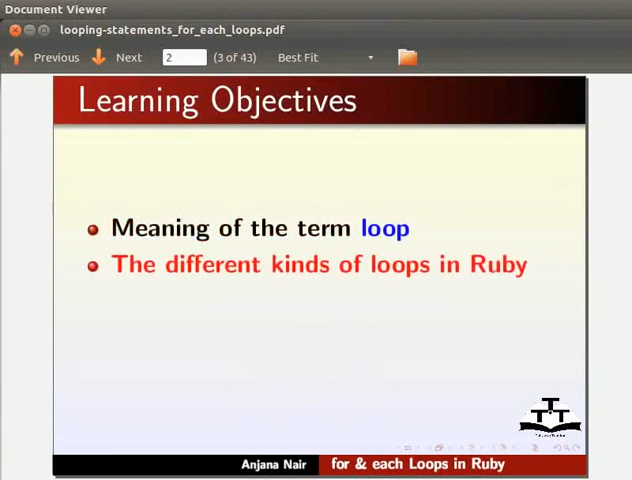 Document Viewer
looping-statements_for_each_loops.pdf
Previous Next 2 (3 of 43) Best Fit
Learning Objectives
Meaning of the term loop
The different kinds of loops in Ruby
Anjana Nair for & each Loops in Ruby